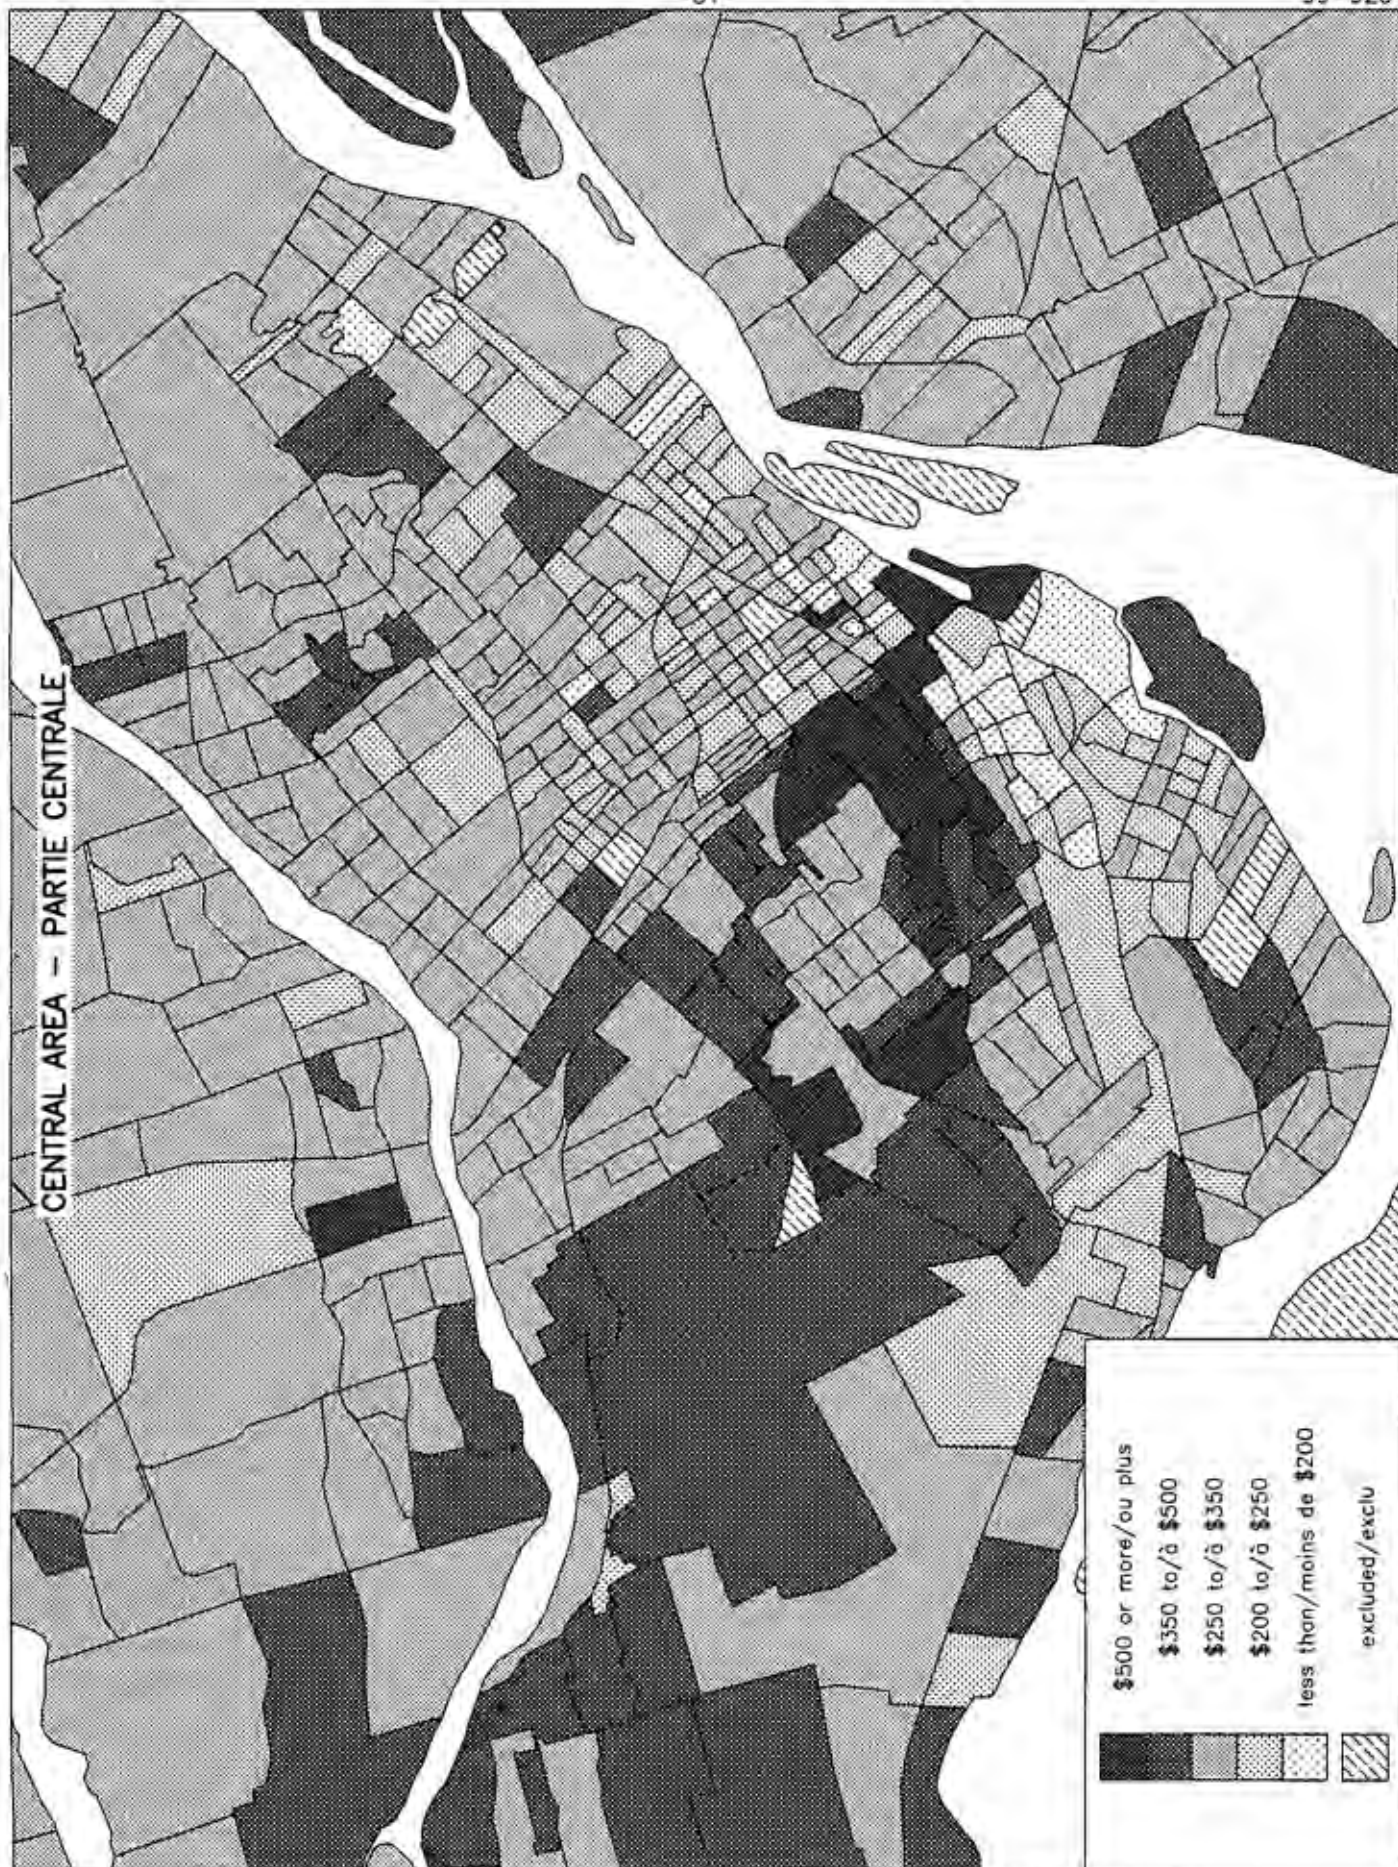 CENTRAL AREA – PARTIE CENTRALE
$500 or more/ou plus
$350 to/à $500
$250 to/à $350
$200 to/à $250
less than/moins de $200
excluded/exclu